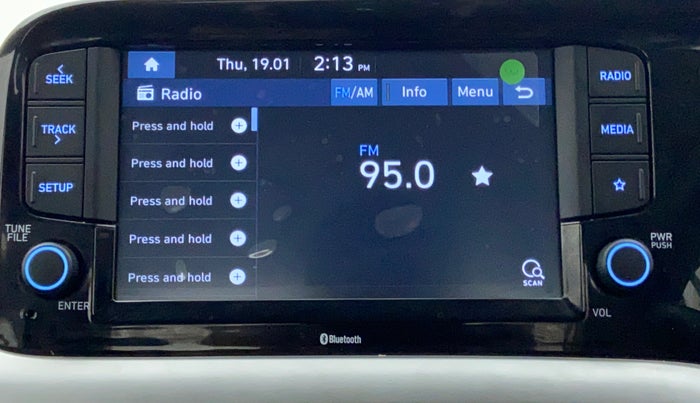 < SEEK
TRACK >
SETUP
TUNE
FILE
ENTER
Thu, 19.01 2:13 PM
Radio FM/AM Info Menu
Press and hold
Press and hold
Press and hold
Press and hold
Press and hold
FM
95.0
SCAN
RADIO
MEDIA
PWR
PUSH
VOL
Bluetooth